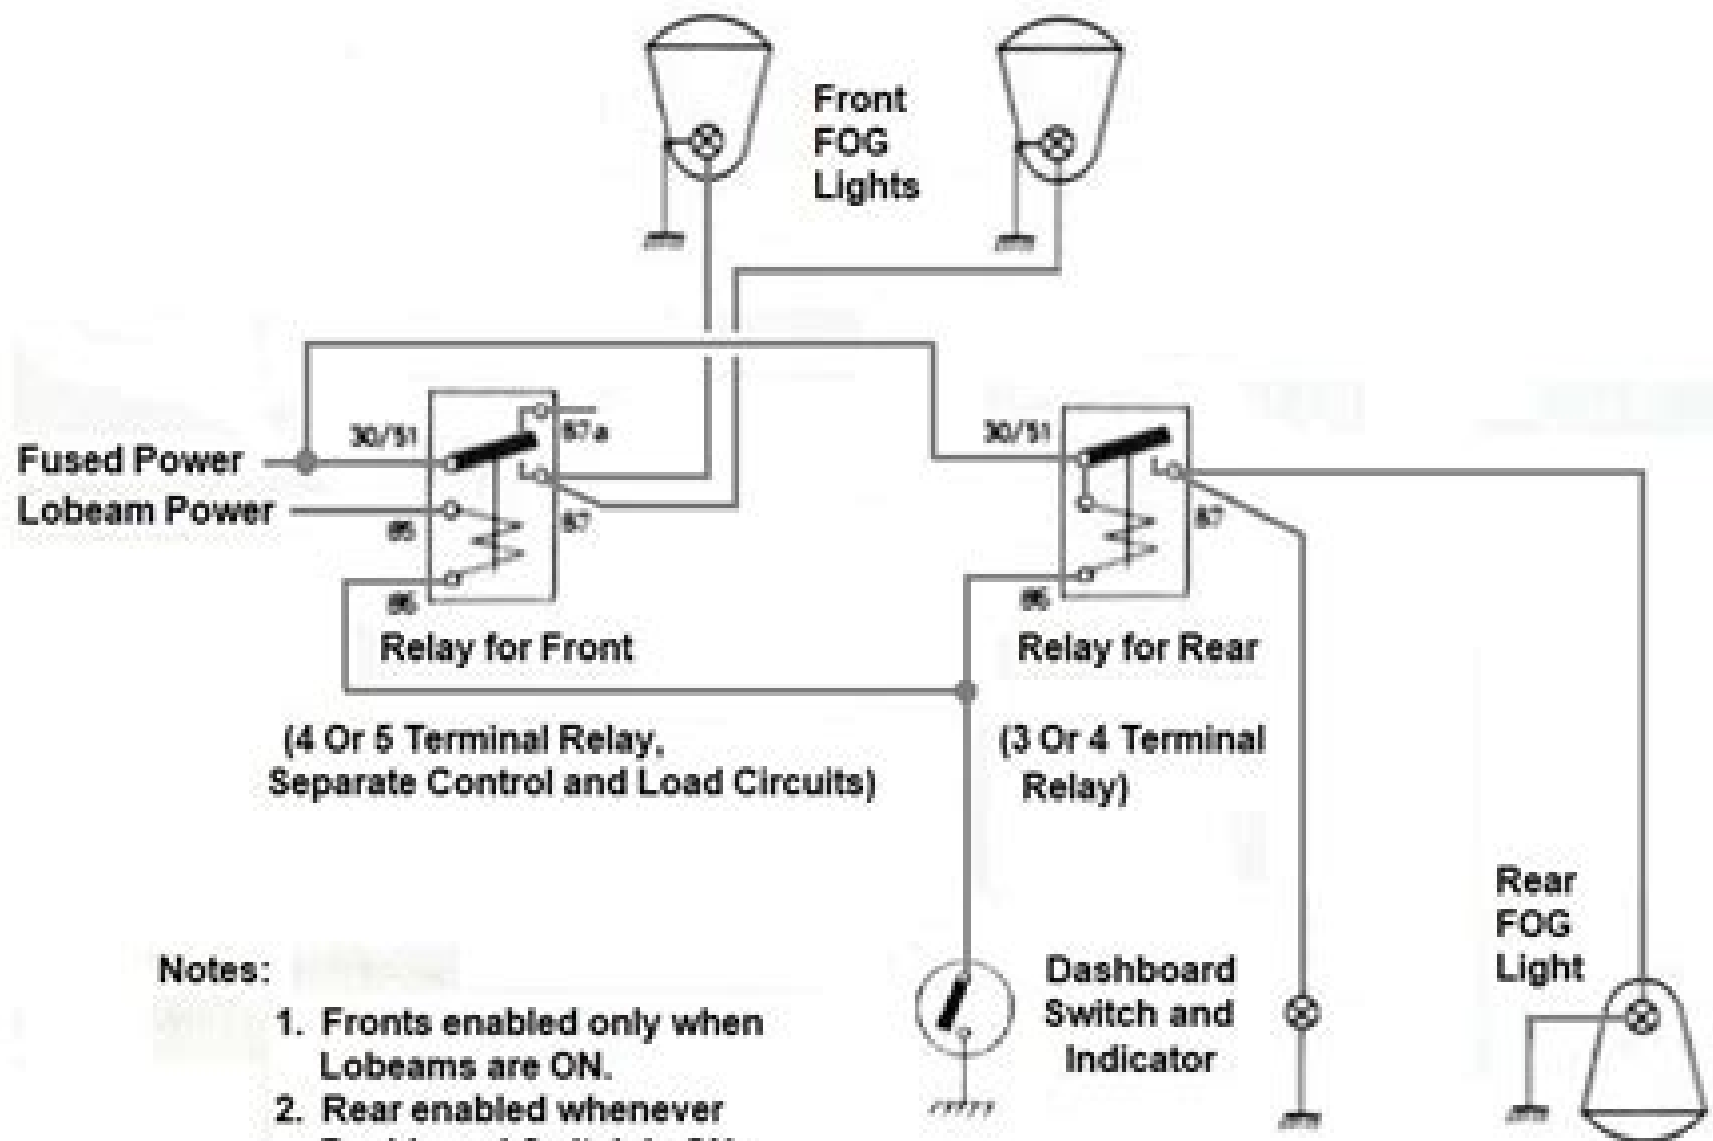 Front
FOG
Lights
30/51
87a
Fused Power
Lobeam Power
85
87
86
Relay for Front
30/51
87
86
Relay for Rear
(4 Or 5 Terminal Relay,
Separate Control and Load Circuits)
(3 Or 4 Terminal
Relay)
Rear
FOG
Light
Dashboard
Switch and
Indicator
Notes:
1. Fronts enabled only when
Lobeams are ON.
2. Rear enabled whenever